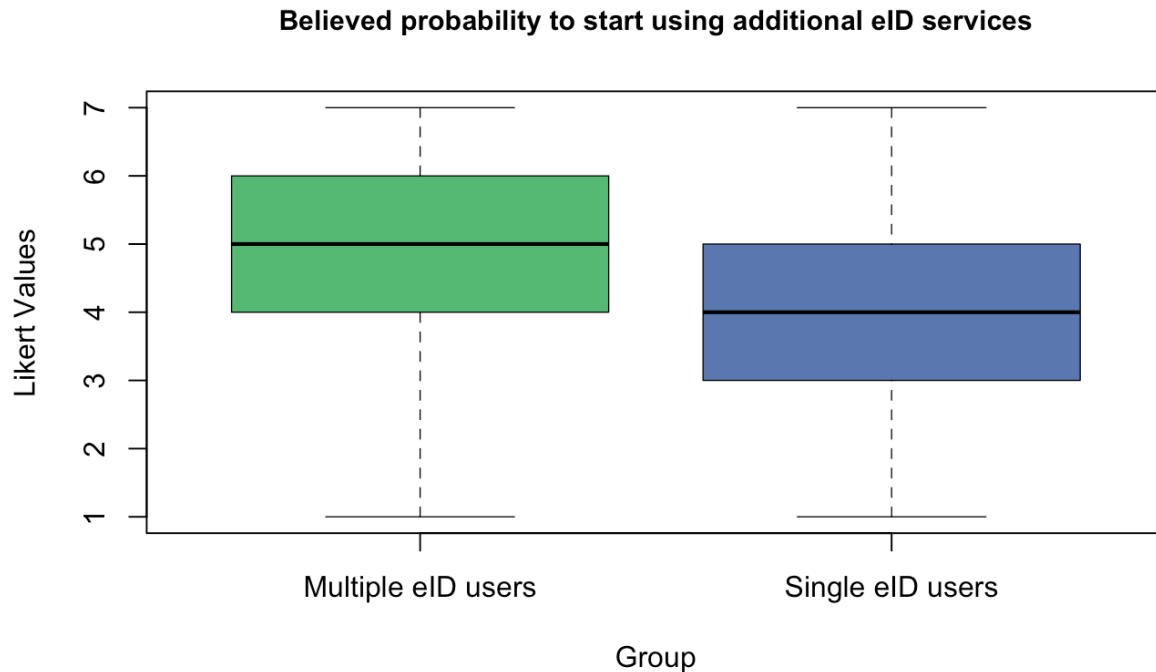 Believed probability to start using additional eID services
Likert Values
7
6
5
4
3
2
1
Multiple eID users
Single eID users
Group